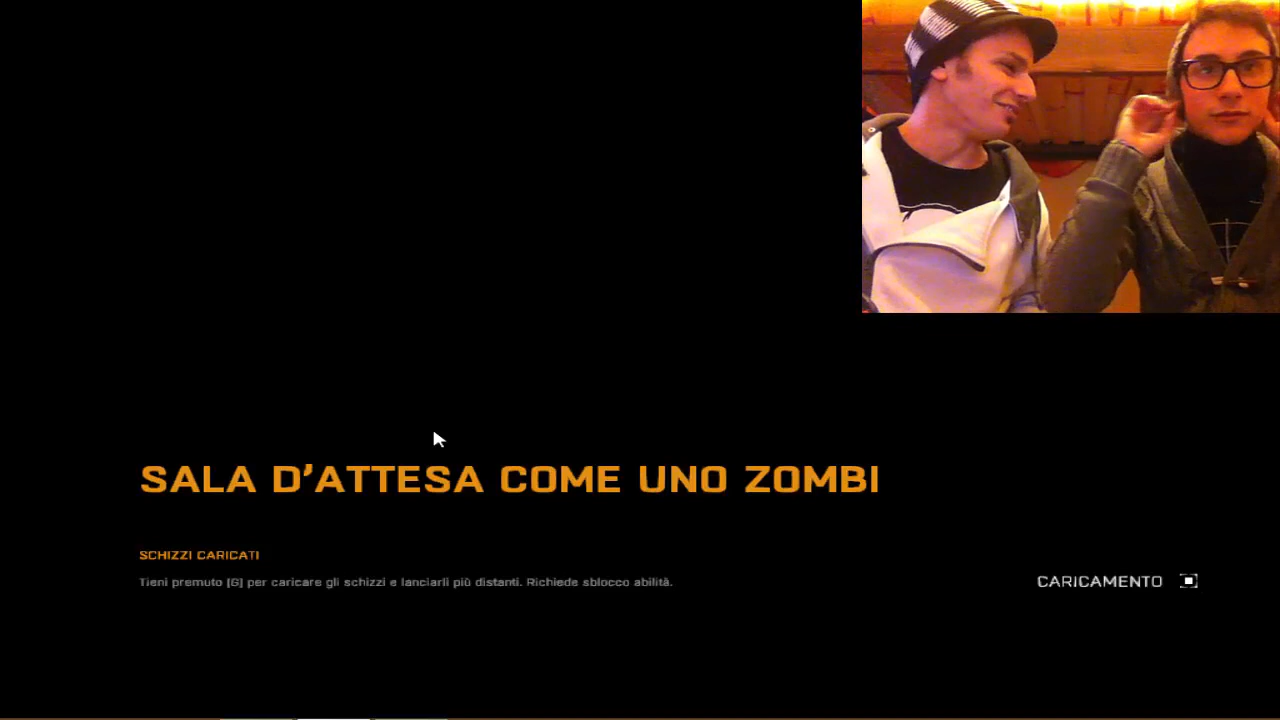 SALA D'ATTESA COME UNO ZOMBI
SCHIZZI CARICATI
Tieni premuto [G] per caricare gli schizzi e lanciarli più distanti. Richiede sblocco abilità.
CARICAMENTO